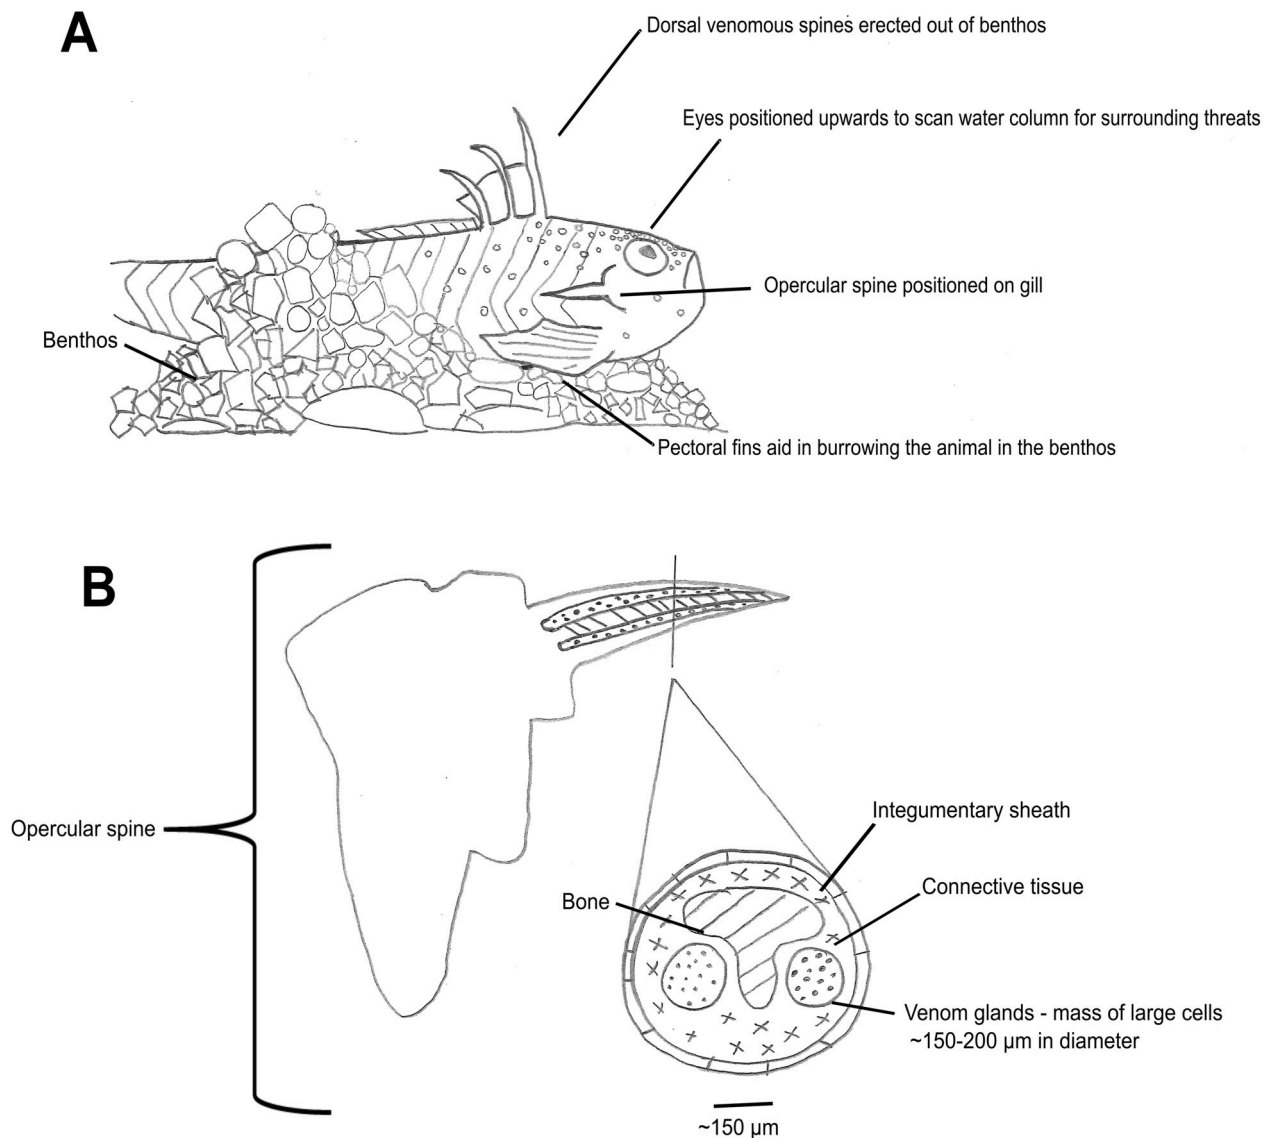 A
Dorsal venomous spines erected out of benthos
Eyes positioned upwards to scan water column for surrounding threats
Opercular spine positioned on gill
Benthos
Pectoral fins aid in burrowing the animal in the benthos
B
Opercular spine
Integumentary sheath
Connective tissue
Bone
Venom glands - mass of large cells
~150-200 µm in diameter
~150 µm